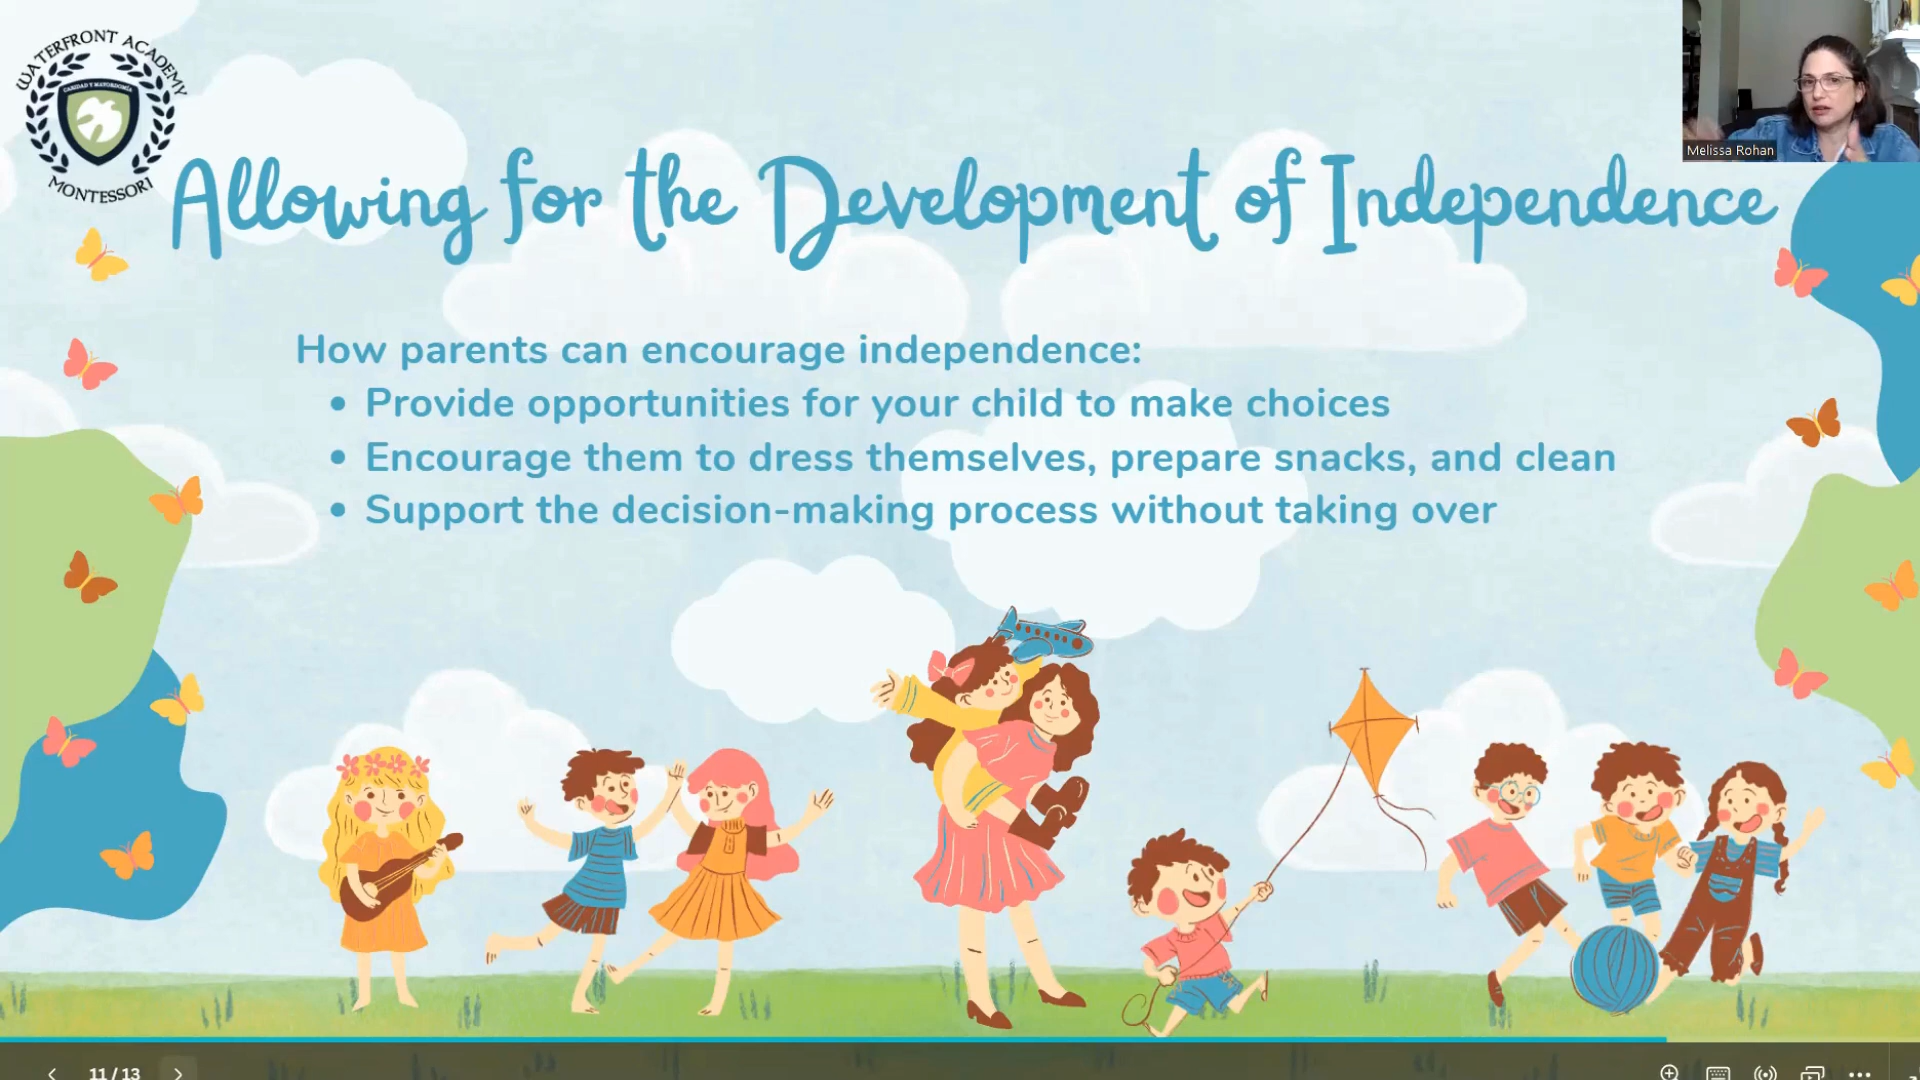 WATERFRONT ACADEMY
CARIDAD Y MAYORDOMÍA
MONTESSORI
Melissa Rohan
Allowing for the Development of Independence
How parents can encourage independence:
• Provide opportunities for your child to make choices
• Encourage them to dress themselves, prepare snacks, and clean
• Support the decision-making process without taking over
11 / 13